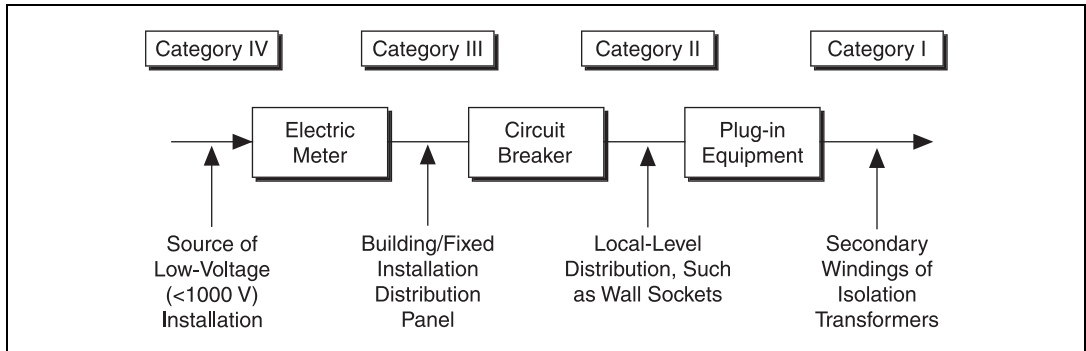 Category IV
Category III
Category II
Category I
Electric
Meter
Circuit
Breaker
Plug-in
Equipment
Source of
Low-Voltage
(<1000 V)
Installation
Building/Fixed
Installation
Distribution
Panel
Local-Level
Distribution, Such
as Wall Sockets
Secondary
Windings of
Isolation
Transformers